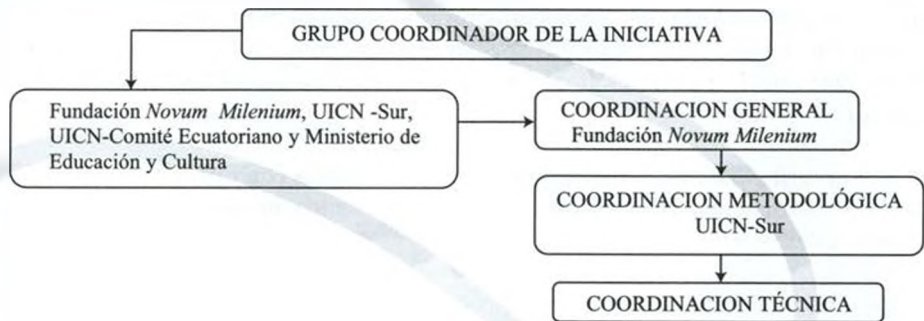 GRUPO COORDINADOR DE LA INICIATIVA
Fundación Novum Milenium, UICN -Sur,
UICN-Comité Ecuatoriano y Ministerio de
Educación y Cultura
COORDINACION GENERAL
Fundación Novum Milenium
COORDINACION METODOLÓGICA
UICN-Sur
COORDINACION TÉCNICA